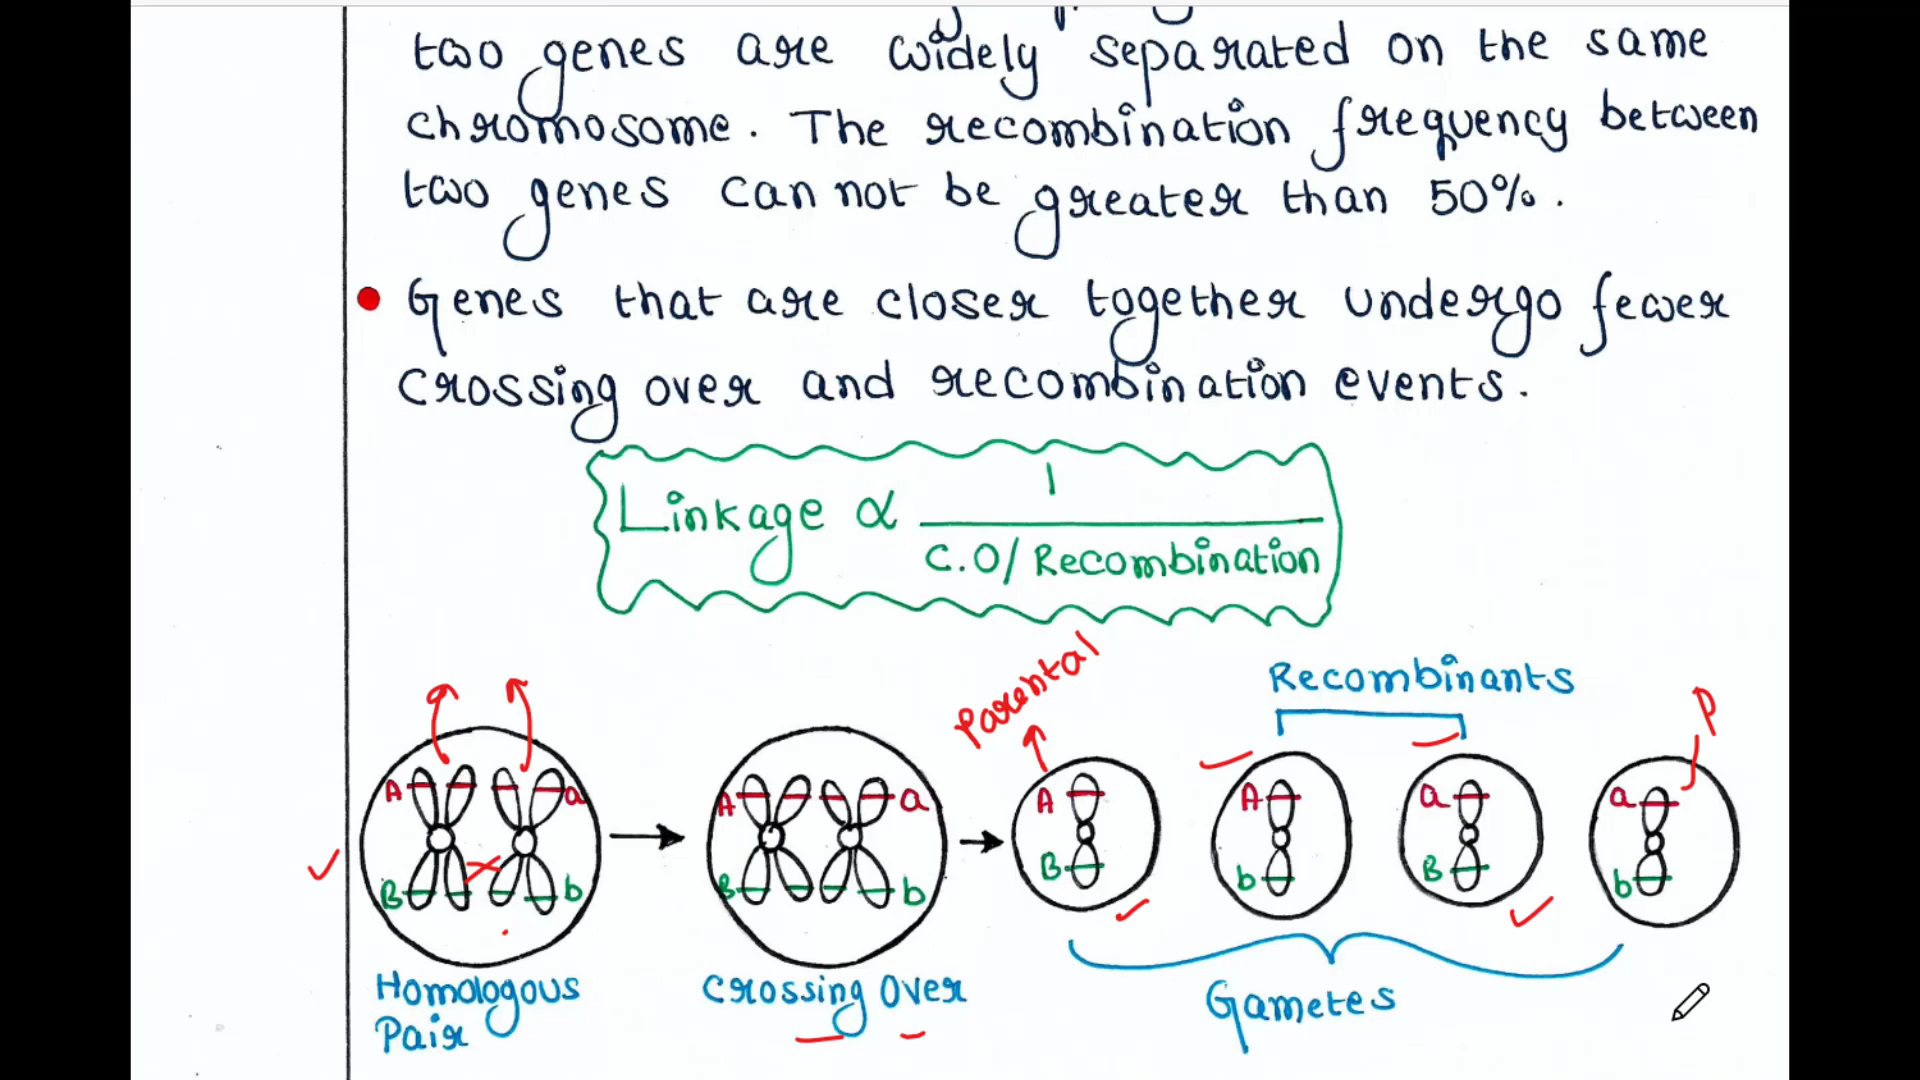 two genes are widely separated on the same
chromosome. The recombination frequency between
two genes can not be greater than 50%.
Genes that are closer together undergo fewer
crossing over and recombination events.
Linkage ∝ 1
C.O/Recombination
Parental
Recombinants
P
A a
B b
A a
B b
A
B
A
b
a
B
a
b
Homologous
Pair
Crossing Over
Gametes